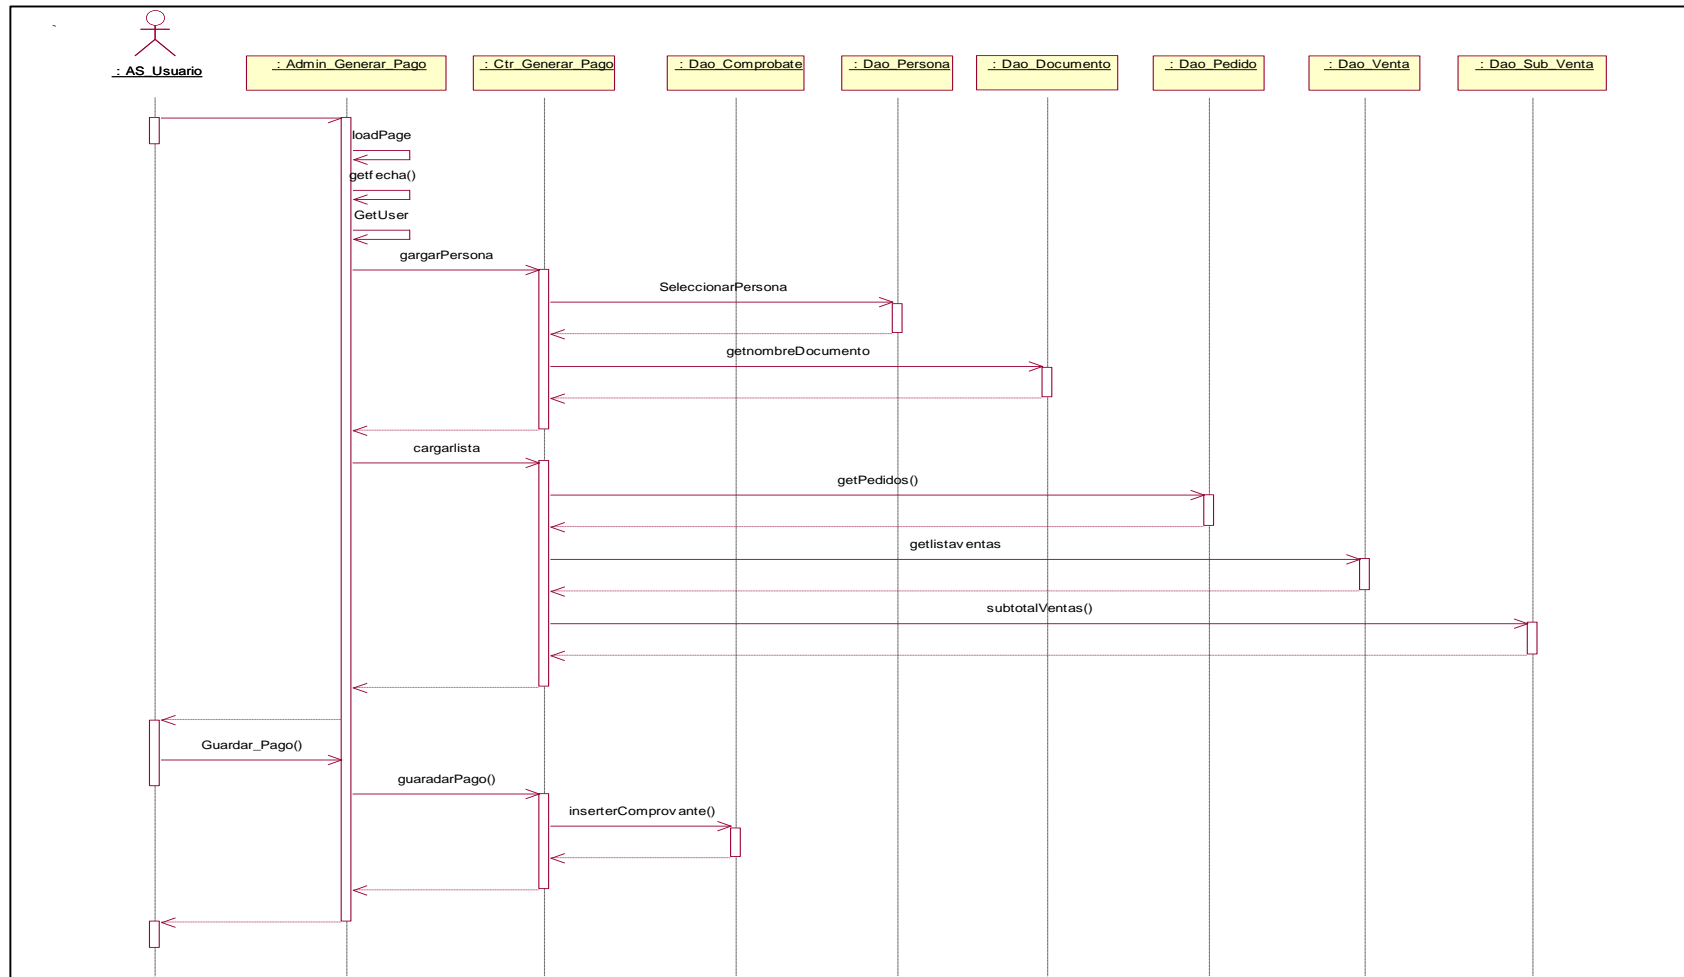 : AS_Usuario
: Admin_Generar_Pago
: Ctr_Generar_Pago
: Dao_Comprobate
: Dao_Persona
: Dao_Documento
: Dao_Pedido
: Dao_Venta
: Dao_Sub_Venta
loadPage
getfecha()
GetUser
gargarPersona
SeleccionarPersona
getnombreDocumento
cargarlista
getPedidos()
getlistaventas
subtotalVentas()
Guardar_Pago()
guaradarPago()
inserterComprovante()